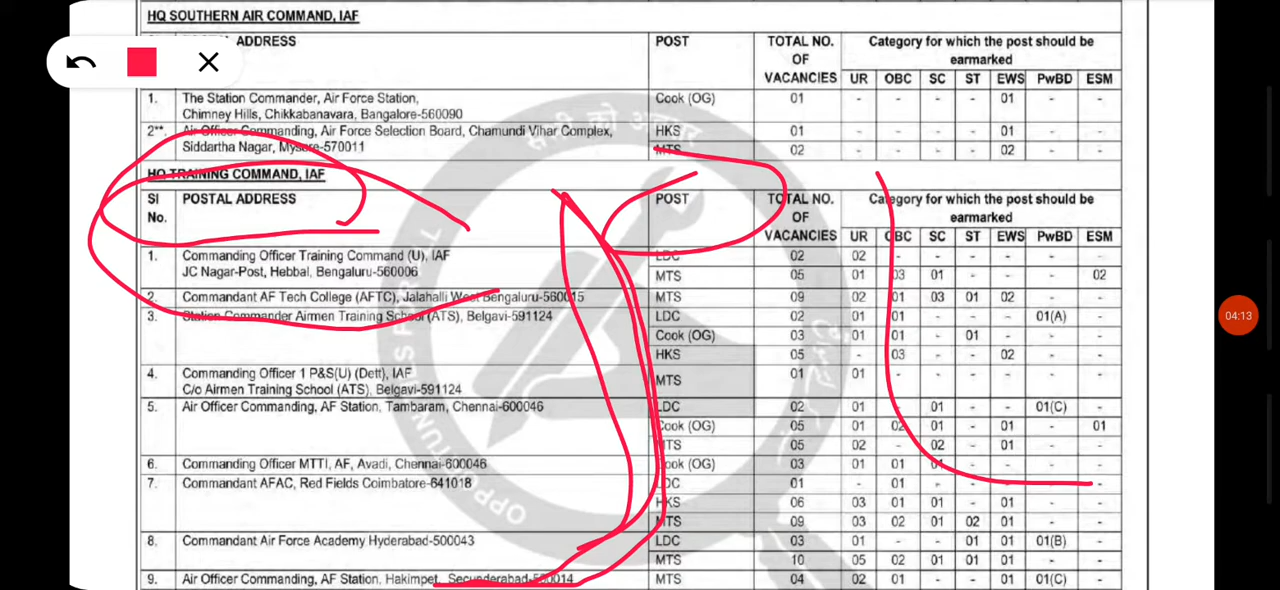 HQ SOUTHERN AIR COMMAND, IAF
ADDRESS POST TOTAL NO. OF VACANCIES Category for which the post should be earmarked
UR OBC SC ST EWS PwBD ESM
1. The Station Commander, Air Force Station, Cook (OG) 01 - - - - 01 - -
Chimney Hills, Chikkabanavara, Bangalore-560090
2**. Air Officer Commanding, Air Force Selection Board, Chamundi Vihar Complex, HKS 01 - - - - 01 - -
Siddartha Nagar, Mysore-570011 MTS 02 - - - - 02 - -
HQ TRAINING COMMAND, IAF
Sl No. POSTAL ADDRESS POST TOTAL NO. OF VACANCIES Category for which the post should be earmarked
UR OBC SC ST EWS PwBD ESM
1. Commanding Officer Training Command (U), IAF LDC 02 02 - - - - - -
JC Nagar-Post, Hebbal, Bengaluru-560006 MTS 05 01 03 01 - - - 02
2. Commandant AF Tech College (AFTC), Jalahalli West Bengaluru-560015 MTS 09 02 01 03 01 02 - -
3. Station Commander Airmen Training School (ATS), Belgavi-591124 LDC 02 01 01 - - - 01(A) -
Cook (OG) 03 01 01 - 01 - - -
HKS 05 - 03 - - 02 - -
4. Commanding Officer 1 P&S(U) (Dett), IAF MTS 01 01 - - - - - -
C/o Airmen Training School (ATS), Belgavi-591124
5. Air Officer Commanding, AF Station, Tambaram, Chennai-600046 LDC 02 01 - 01 - - 01(C) -
Cook (OG) 05 01 02 01 - 01 - 01
MTS 05 02 - 02 - 01 - -
6. Commanding Officer MTTI, AF, Avadi, Chennai-600046 Cook (OG) 03 01 01 01 - - - -
7. Commandant AFAC, Red Fields Coimbatore-641018 LDC 01 - 01 - - - - -
HKS 06 03 01 01 - 01 - -
MTS 09 03 02 01 02 01 - -
8. Commandant Air Force Academy Hyderabad-500043 LDC 03 01 - - 01 01 01(B) -
MTS 10 05 02 01 01 01 - -
9. Air Officer Commanding, AF Station, Hakimpet, Secunderabad-500014 MTS 04 02 01 - - 01 01(C) -
04:13